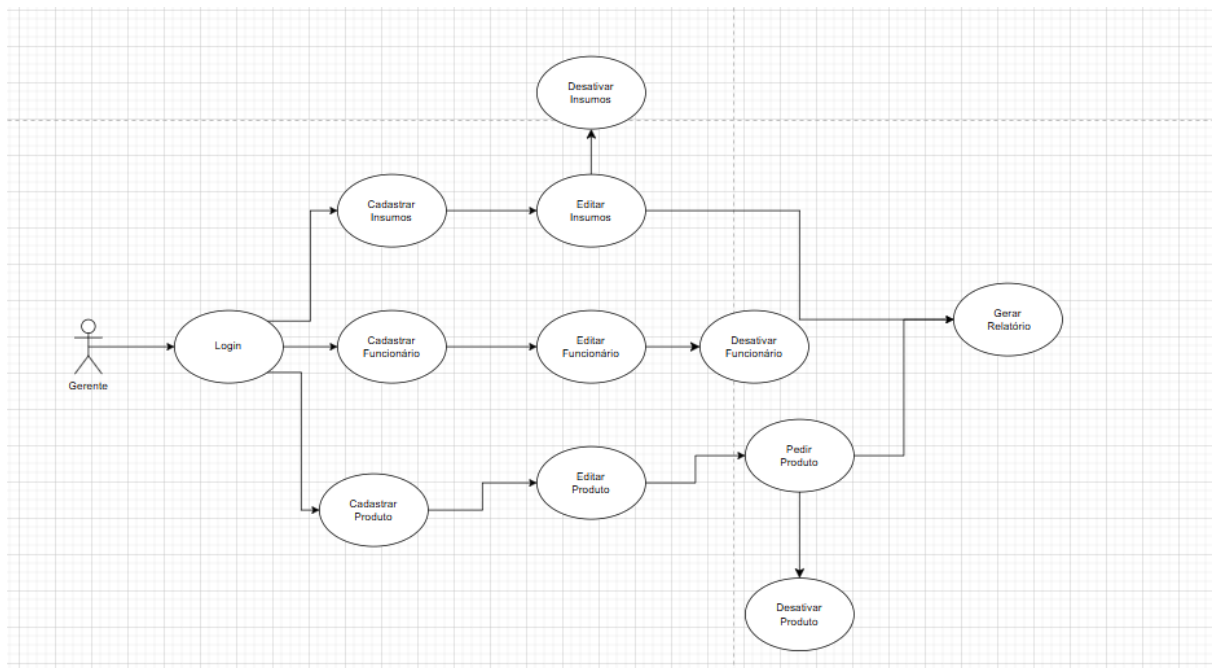 Desativar
Insumos
Cadastrar
Insumos
Editar
Insumos
Gerar
Relatório
Gerente
Login
Cadastrar
Funcionário
Editar
Funcionário
Desativar
Funcionário
Pedir
Produto
Editar
Produto
Cadastrar
Produto
Desativar
Produto